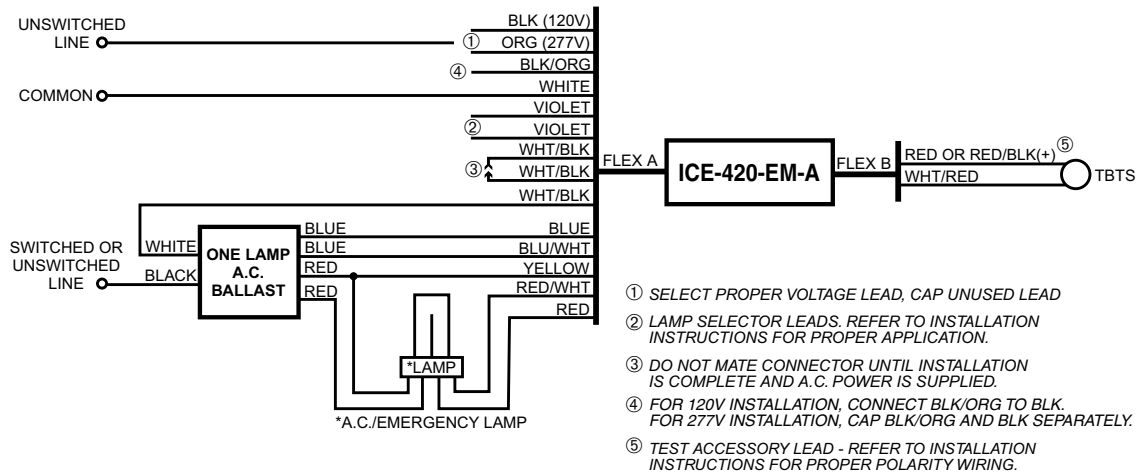 UNSWITCHED
LINE
BLK (120V)
① ORG (277V)
④ BLK/ORG
COMMON
WHITE
VIOLET
② VIOLET
WHT/BLK
③ WHT/BLK
WHT/BLK
FLEX A
ICE-420-EM-A
FLEX B
RED OR RED/BLK(+) ⑤
WHT/RED
TBTS
SWITCHED OR
UNSWITCHED
LINE
WHITE
BLACK
ONE LAMP
A.C.
BALLAST
BLUE
BLUE
RED
RED
BLUE
BLU/WHT
YELLOW
RED/WHT
RED
*LAMP
*A.C./EMERGENCY LAMP
① SELECT PROPER VOLTAGE LEAD, CAP UNUSED LEAD
② LAMP SELECTOR LEADS. REFER TO INSTALLATION
INSTRUCTIONS FOR PROPER APPLICATION.
③ DO NOT MATE CONNECTOR UNTIL INSTALLATION
IS COMPLETE AND A.C. POWER IS SUPPLIED.
④ FOR 120V INSTALLATION, CONNECT BLK/ORG TO BLK.
FOR 277V INSTALLATION, CAP BLK/ORG AND BLK SEPARATELY.
⑤ TEST ACCESSORY LEAD - REFER TO INSTALLATION
INSTRUCTIONS FOR PROPER POLARITY WIRING.